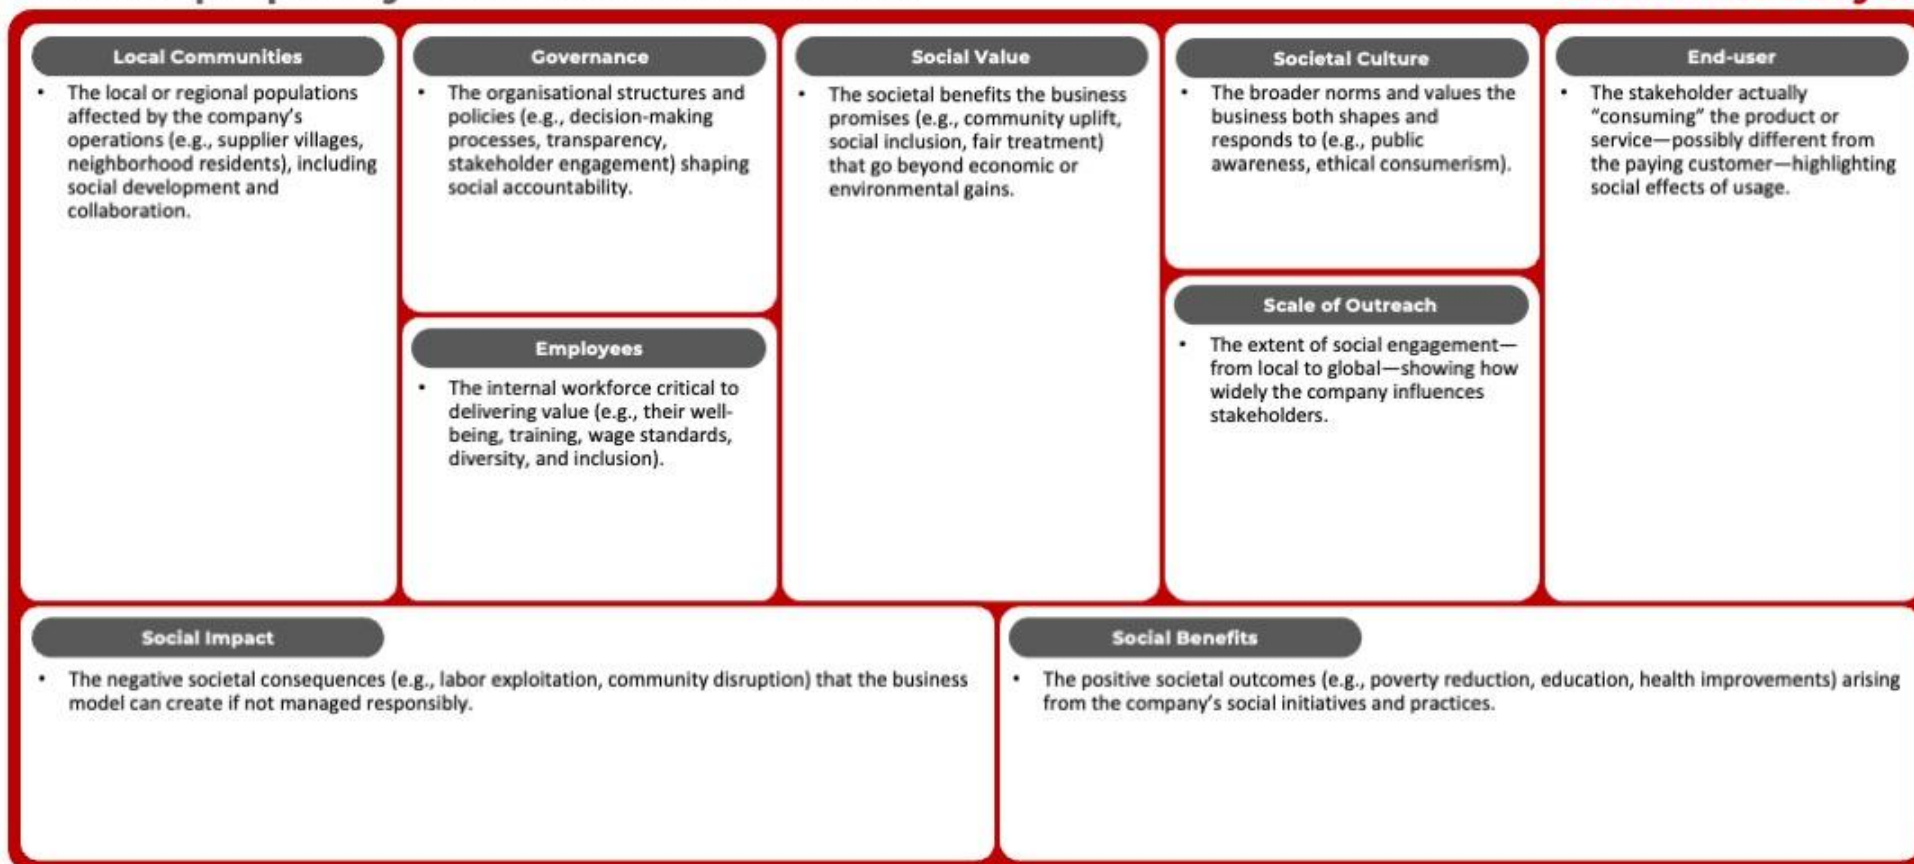 Local Communities
• The local or regional populations
affected by the company's
operations (e.g., supplier villages,
neighborhood residents), including
social development and
collaboration.
Governance
• The organisational structures and
policies (e.g., decision-making
processes, transparency,
stakeholder engagement) shaping
social accountability.
Employees
• The internal workforce critical to
delivering value (e.g., their well-
being, training, wage standards,
diversity, and inclusion).
Social Value
• The societal benefits the business
promises (e.g., community uplift,
social inclusion, fair treatment)
that go beyond economic or
environmental gains.
Societal Culture
• The broader norms and values the
business both shapes and
responds to (e.g., public
awareness, ethical consumerism).
Scale of Outreach
• The extent of social engagement—
from local to global—showing how
widely the company influences
stakeholders.
End-user
• The stakeholder actually
“consuming” the product or
service—possibly different from
the paying customer—highlighting
social effects of usage.
Social Impact
• The negative societal consequences (e.g., labor exploitation, community disruption) that the business
model can create if not managed responsibly.
Social Benefits
• The positive societal outcomes (e.g., poverty reduction, education, health improvements) arising
from the company's social initiatives and practices.